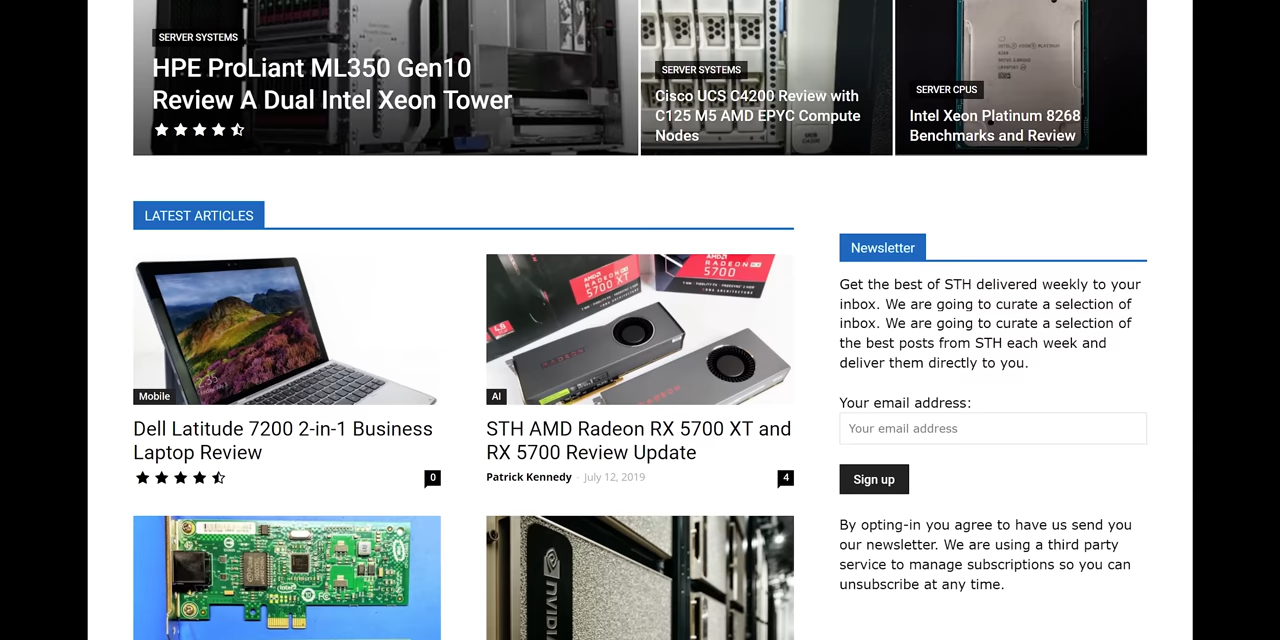 SERVER SYSTEMS
HPE ProLiant ML350 Gen10
Review A Dual Intel Xeon Tower
SERVER SYSTEMS
Cisco UCS C4200 Review with
C125 M5 AMD EPYC Compute
Nodes
SERVER CPUS
Intel Xeon Platinum 8268
Benchmarks and Review
LATEST ARTICLES
Mobile
Dell Latitude 7200 2-in-1 Business
Laptop Review
0
AMD
RADEON
5700 XT
RADEON
5700
RADEON
AI
STH AMD Radeon RX 5700 XT and
RX 5700 Review Update
Patrick Kennedy - July 12, 2019
4
intel
FC
NVIDIA
Newsletter
Get the best of STH delivered weekly to your
inbox. We are going to curate a selection of
inbox. We are going to curate a selection of
the best posts from STH each week and
deliver them directly to you.
Your email address:
Your email address
Sign up
By opting-in you agree to have us send you
our newsletter. We are using a third party
service to manage subscriptions so you can
unsubscribe at any time.